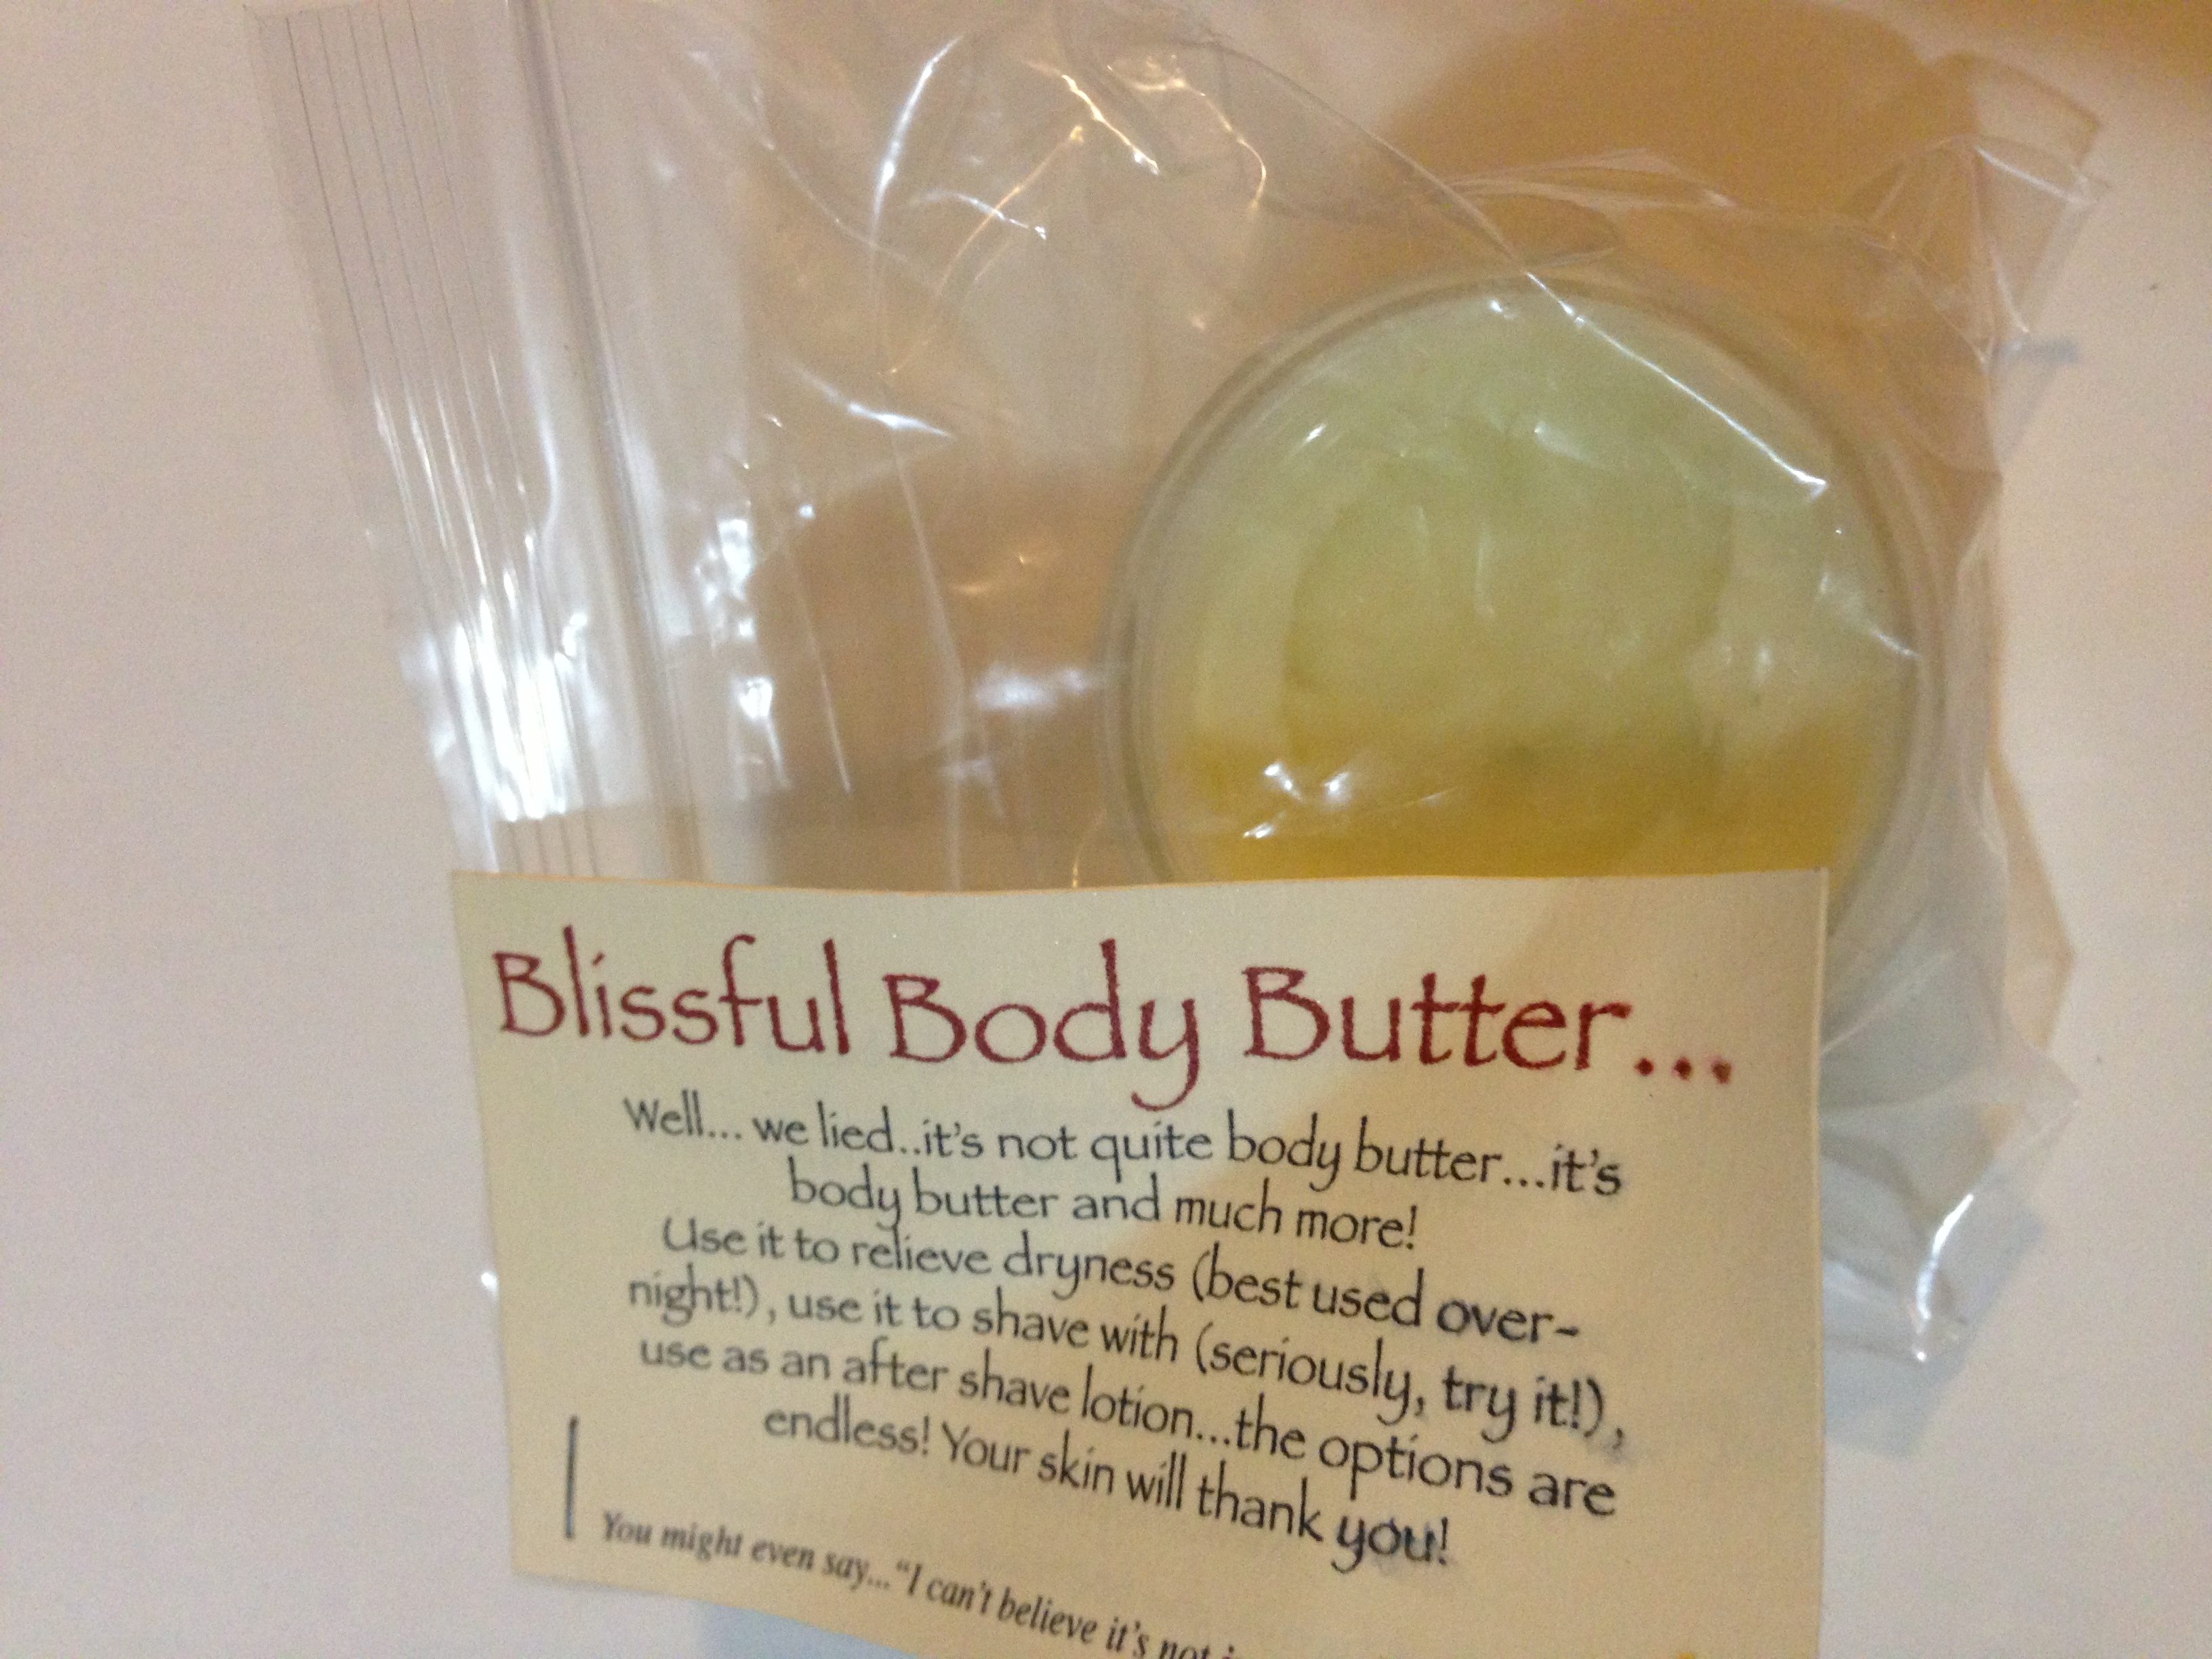 Blissful Body Butter...
Well... we lied..it's not quite body butter...it's
body butter and much more!
Use it to relieve dryness (best used over-
night!), use it to shave with (seriously, try it!),
use as an after shave lotion...the options are
endless! Your skin will thank you!
You might even say... "I can't believe it's not